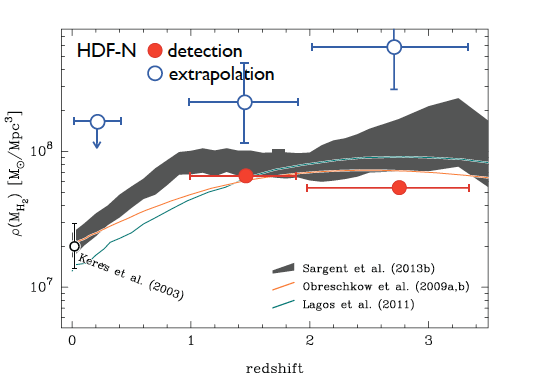 HDF-N detection
extrapolation
10^8
10^7
ρ(M_H2) [M⊙/Mpc^3]
Keres et al. (2003)
Sargent et al. (2013b)
Obreschkow et al. (2009a,b)
Lagos et al. (2011)
0 1 2 3
redshift